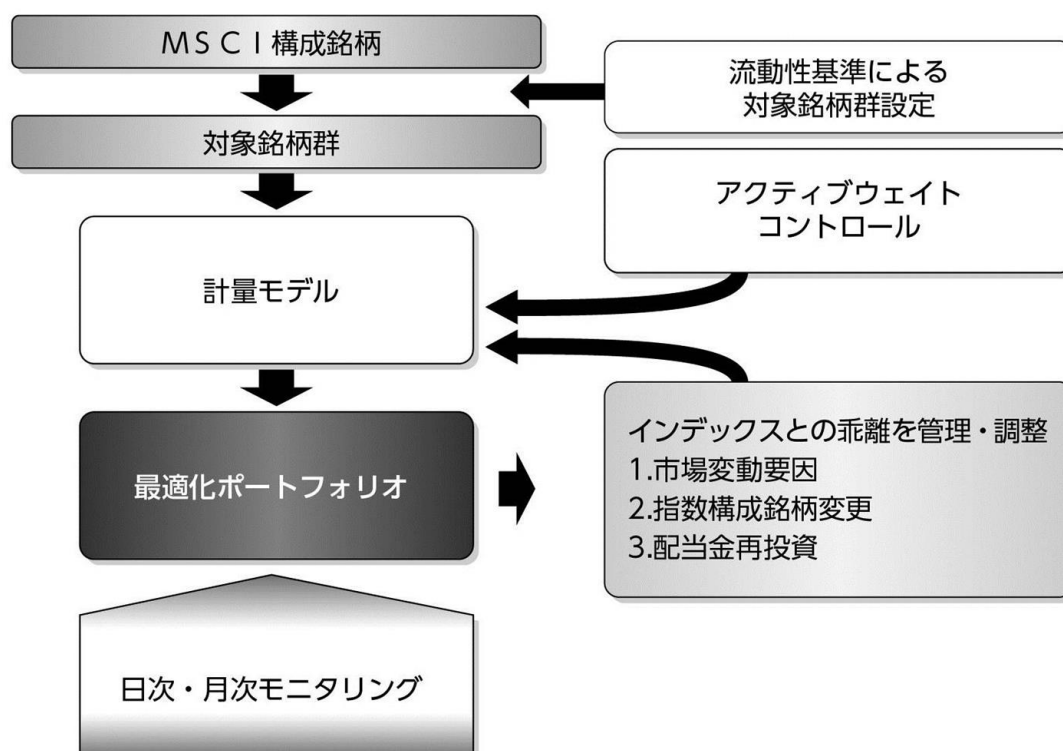 MSCI構成銘柄
流動性基準による
対象銘柄群設定
対象銘柄群
アクティブウェイト
コントロール
計量モデル
最適化ポートフォリオ
インデックスとの乖離を管理・調整
1.市場変動要因
2.指数構成銘柄変更
3.配当金再投資
日次・月次モニタリング